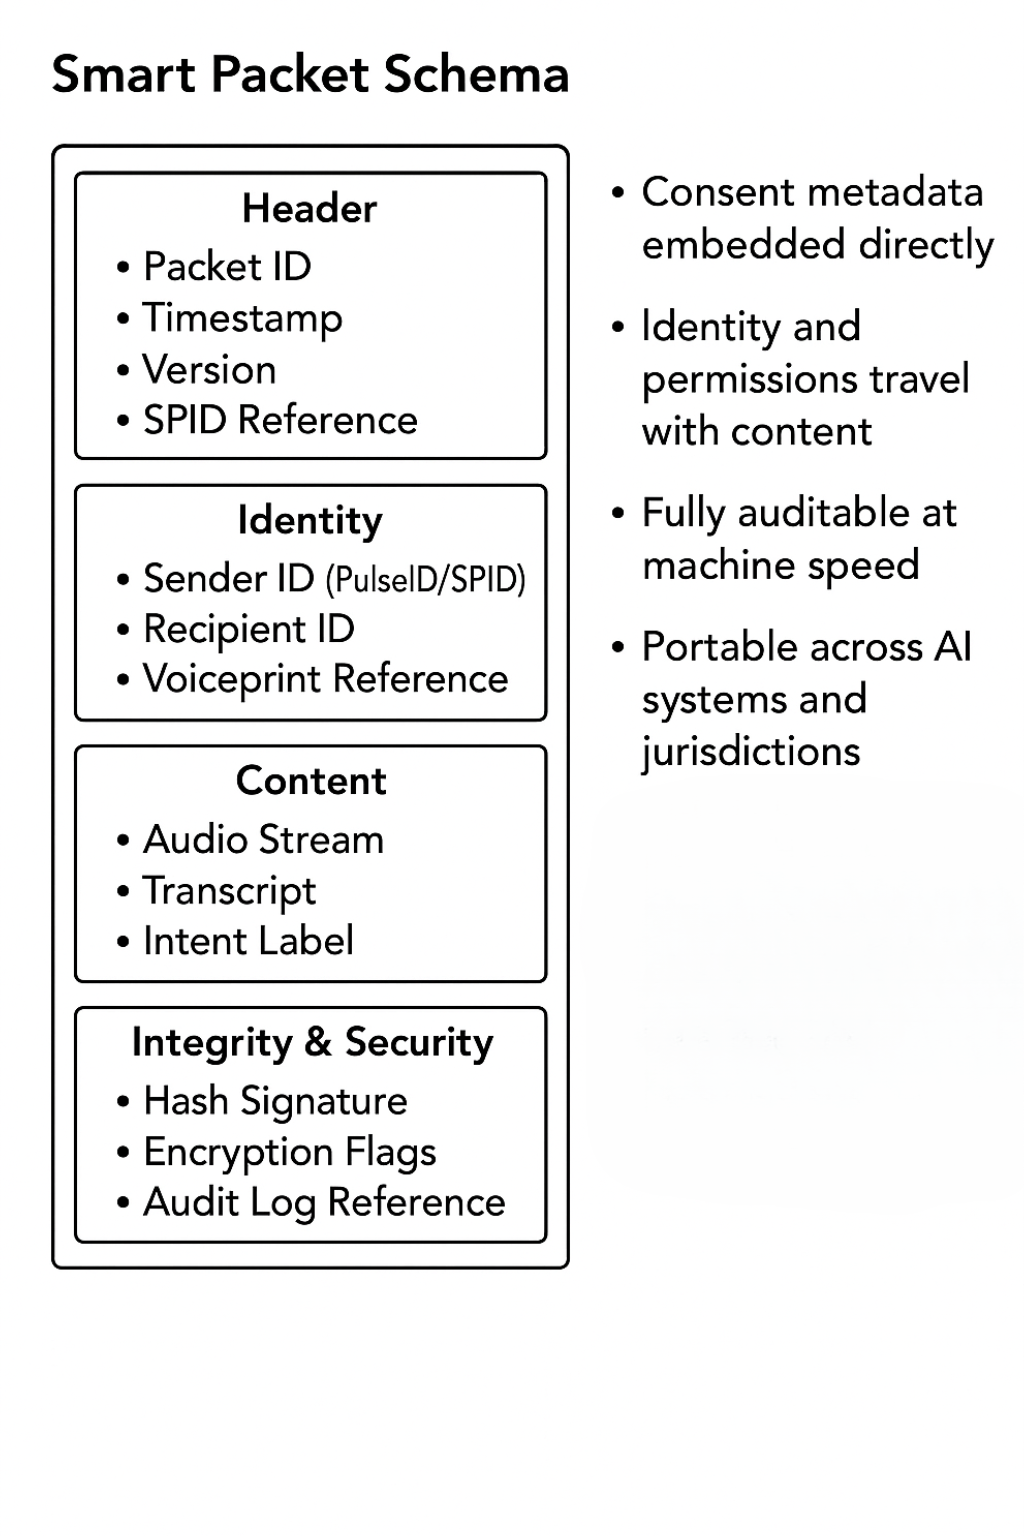 Smart Packet Schema
Header
• Packet ID
• Timestamp
• Version
• SPID Reference
Identity
• Sender ID (PulseID/SPID)
• Recipient ID
• Voiceprint Reference
Content
• Audio Stream
• Transcript
• Intent Label
Integrity & Security
• Hash Signature
• Encryption Flags
• Audit Log Reference
• Consent metadata
embedded directly
• Identity and
permissions travel
with content
• Fully auditable at
machine speed
• Portable across AI
systems and
jurisdictions